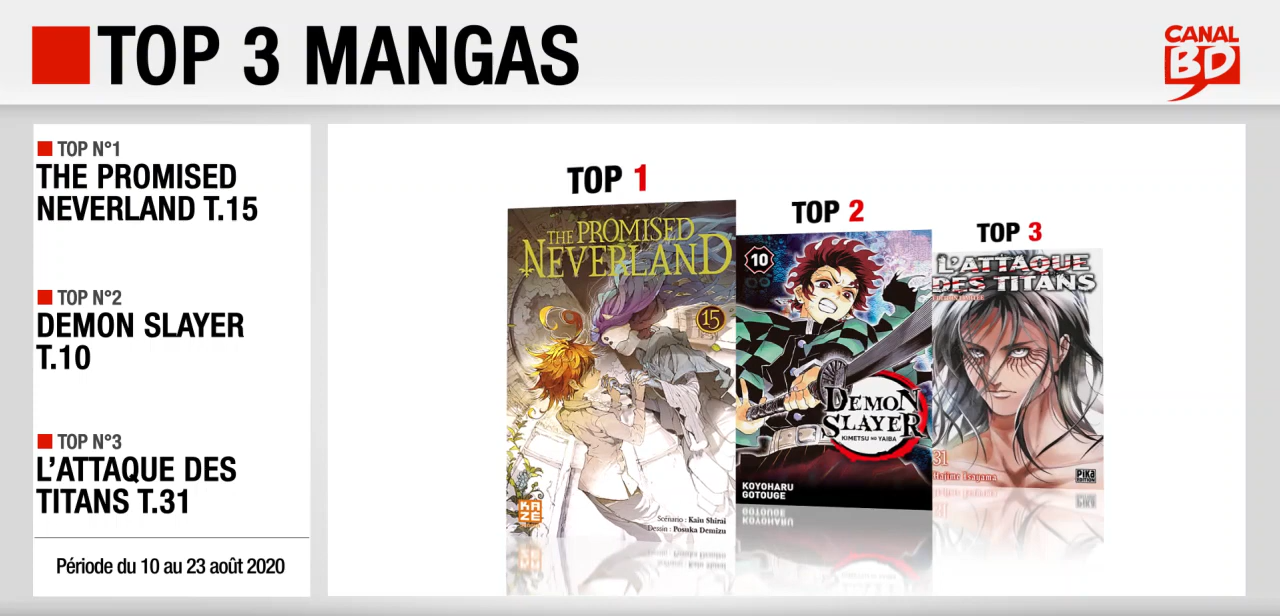 TOP 3 MANGAS
CANAL
BD
TOP N°1
THE PROMISED
NEVERLAND T.15
TOP N°2
DEMON SLAYER
T.10
TOP N°3
L'ATTAQUE DES
TITANS T.31
Période du 10 au 23 août 2020
TOP 1
THE PROMISED
NEVERLAND
15
KAZÉ
Scénario : Kaiu Shirai
Dessin : Posuka Demizu
TOP 2
10
DEMON
SLAYER
KIMETSU NO YAIBA
KOYOHARU
GOTOUGE
TOP 3
L'ATTAQUE
DES TITANS
31
Hajime Isayama
PIKA
ÉDITION